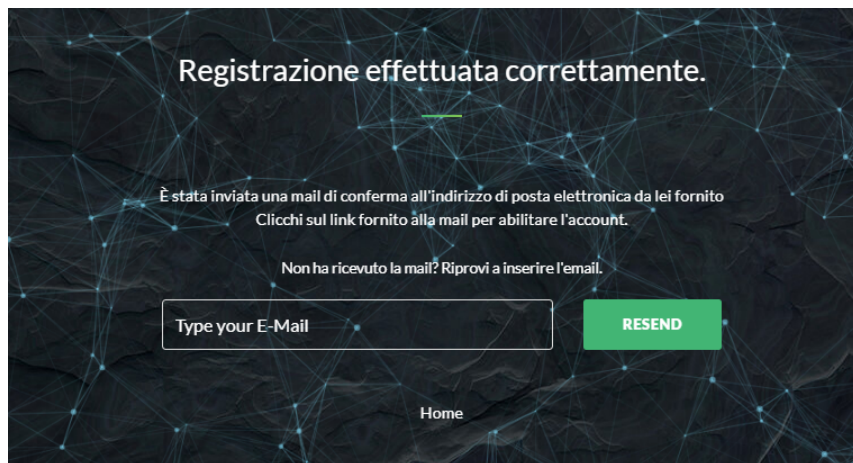 Registrazione effettuata correttamente.
È stata inviata una mail di conferma all'indirizzo di posta elettronica da lei fornito
Clicchi sul link fornito alla mail per abilitare l'account.
Non ha ricevuto la mail? Riprovi a inserire l'email.
Type your E-Mail
RESEND
Home